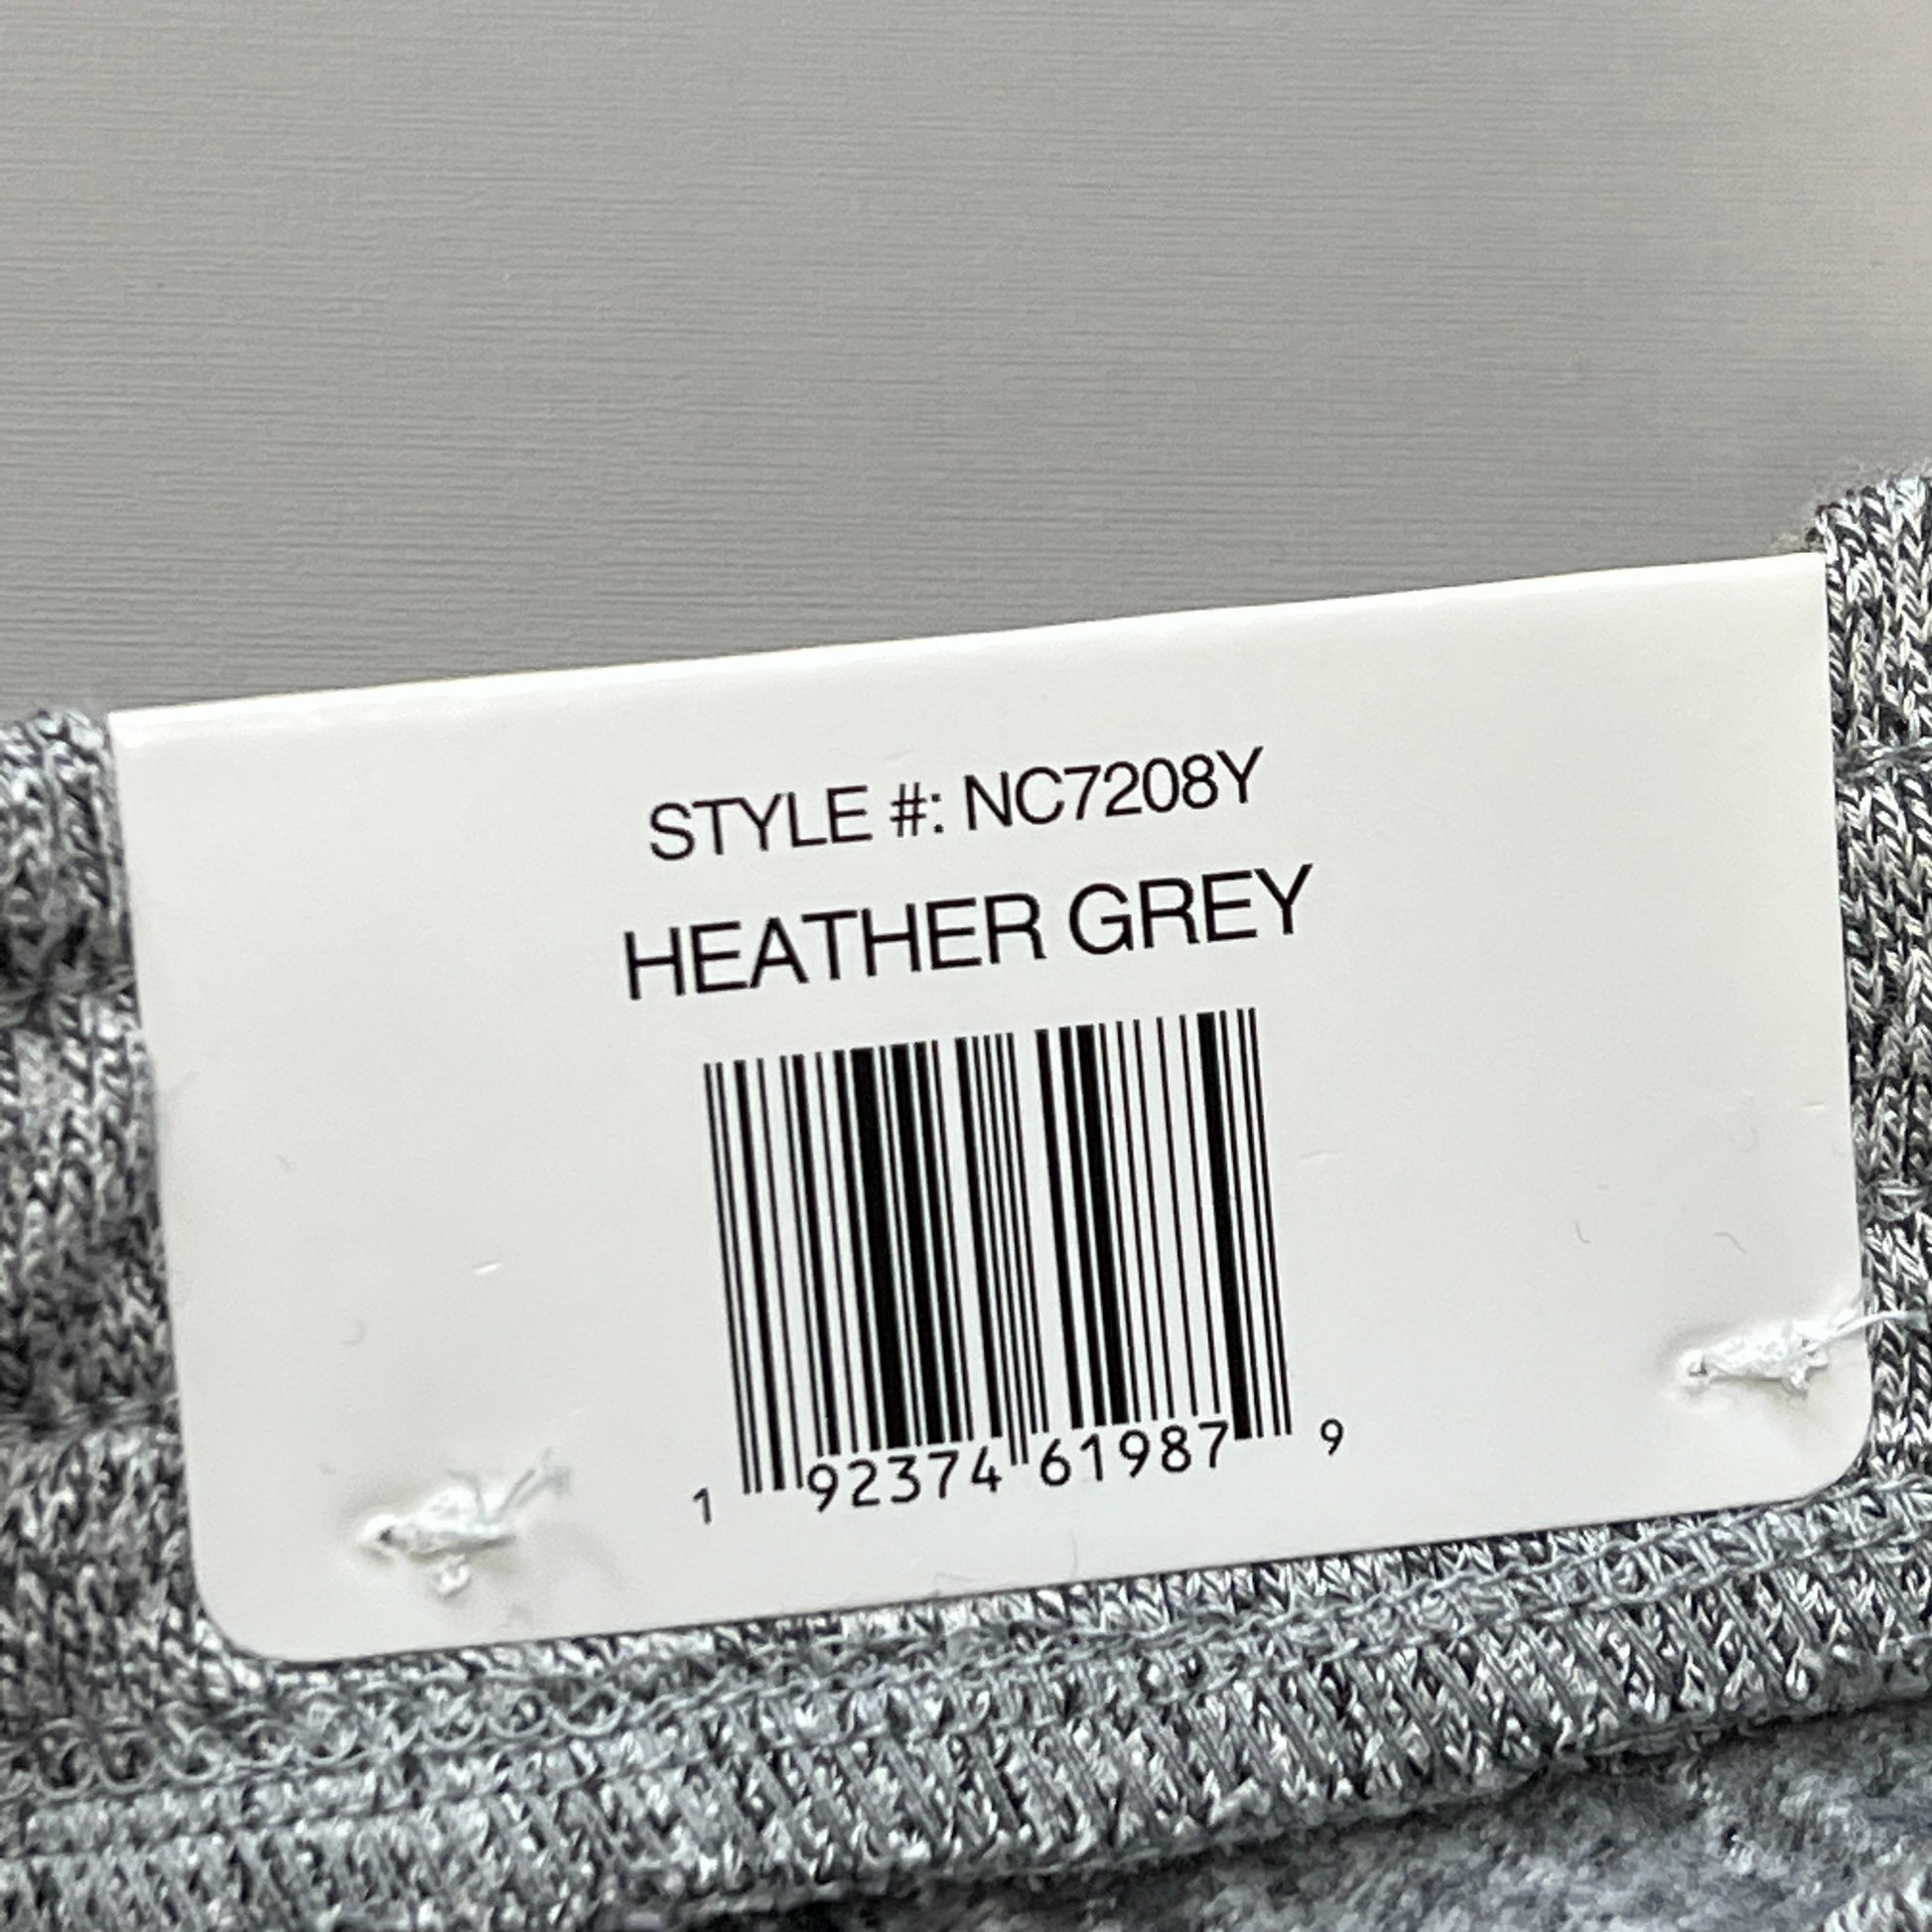 STYLE #: NC7208Y
HEATHER GREY
1 92374 61987 9